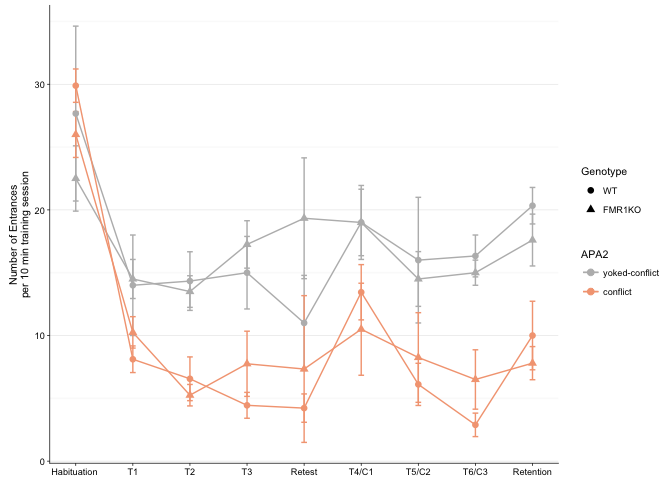 Number of Entrances
per 10 min training session
30
20
10
0
Habituation T1 T2 T3 Retest T4/C1 T5/C2 T6/C3 Retention
Genotype
WT
FMR1KO
APA2
yoked-conflict
conflict